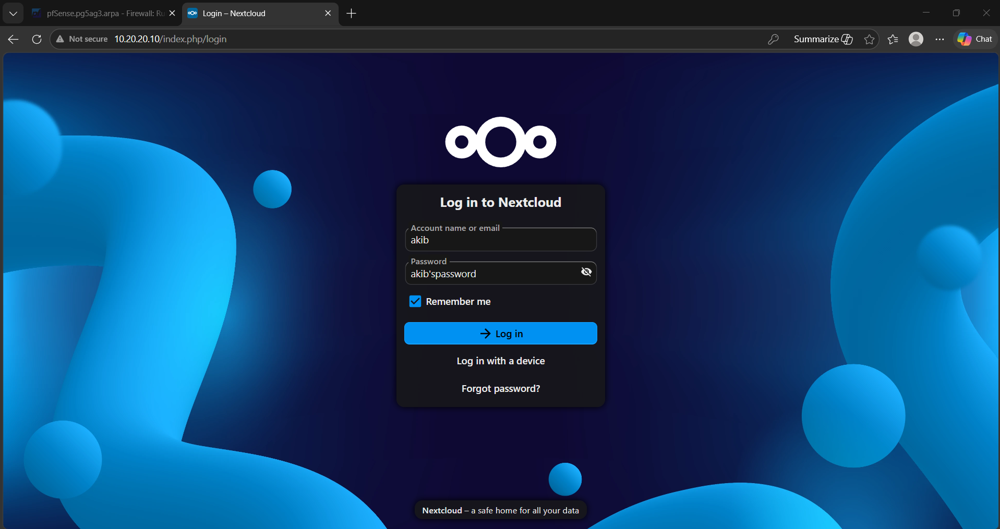 pfSense.pg5ag3.arpa - Firewall: Ru
Login – Nextcloud
Not secure 10.20.20.10/index.php/login
Summarize
Chat
Log in to Nextcloud
Account name or email
akib
Password
akib'spassword
Remember me
Log in
Log in with a device
Forgot password?
Nextcloud – a safe home for all your data